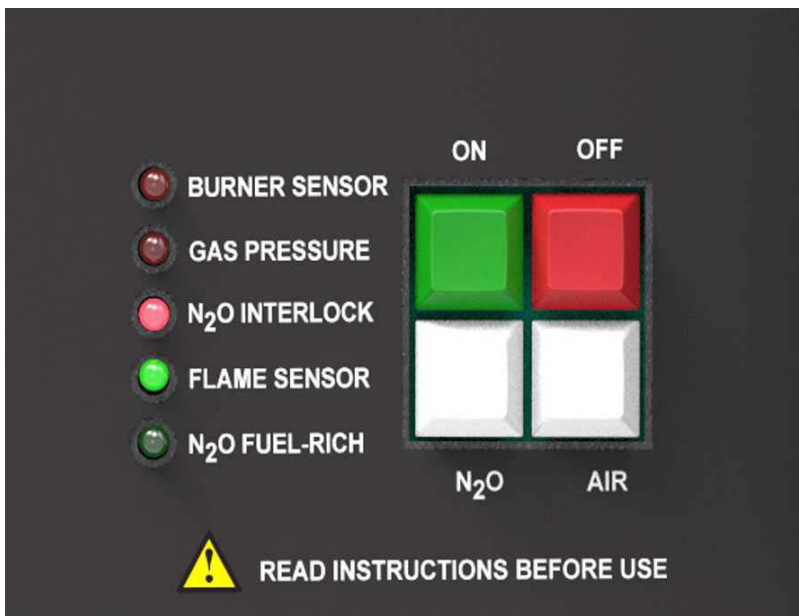 ON OFF
BURNER SENSOR
GAS PRESSURE
N₂O INTERLOCK
FLAME SENSOR
N₂O FUEL-RICH
N₂O AIR
! READ INSTRUCTIONS BEFORE USE